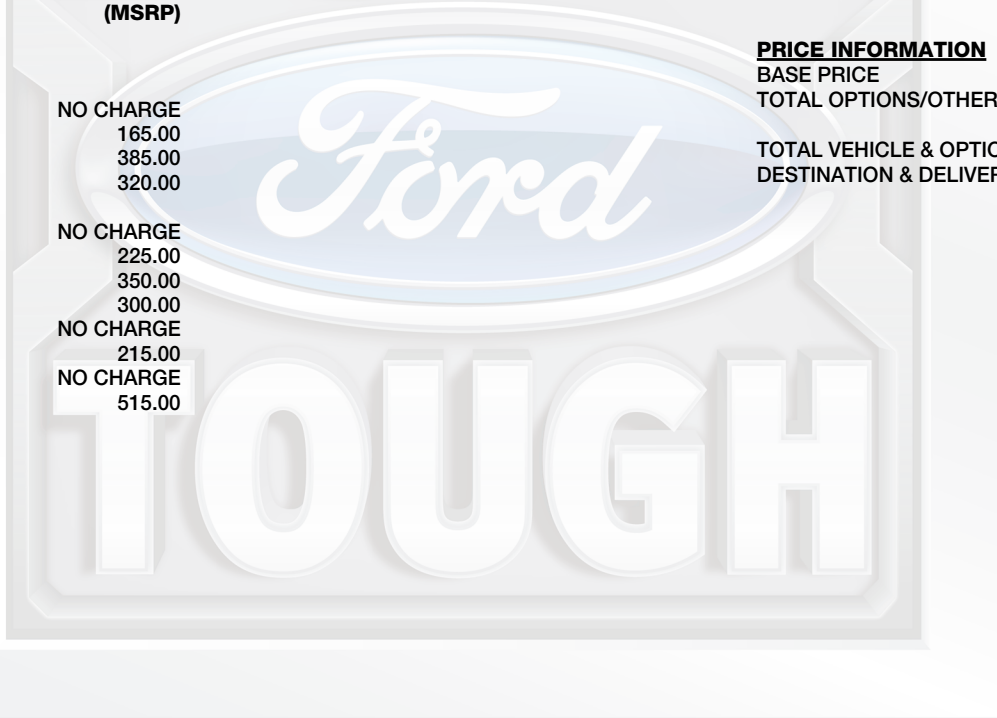 (MSRP)
NO CHARGE
165.00
385.00
320.00
NO CHARGE
225.00
350.00
300.00
NO CHARGE
215.00
NO CHARGE
515.00
PRICE INFORMATION
BASE PRICE
TOTAL OPTIONS/OTHER
TOTAL VEHICLE & OPTIO
DESTINATION & DELIVER
Ford
TOUGH